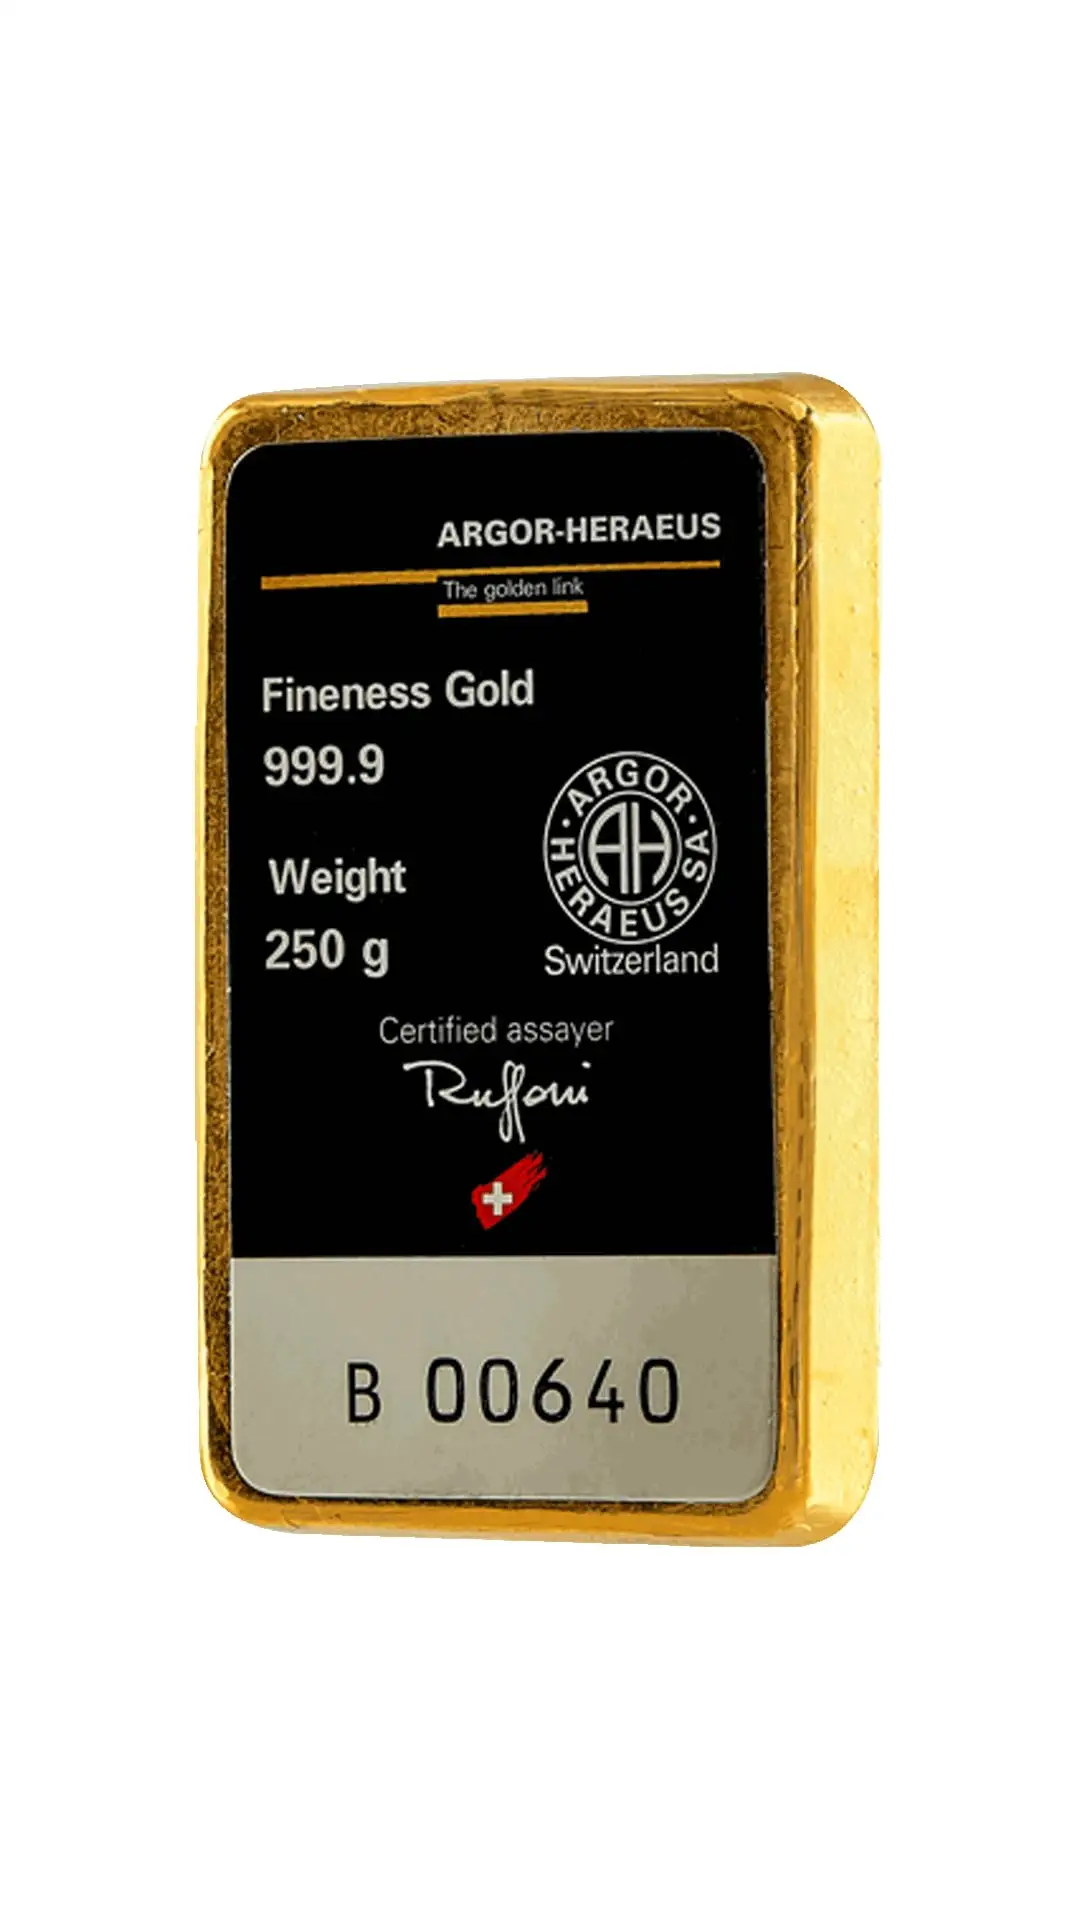 ARGOR-HERAEUS
The golden link
Fineness Gold
999.9
Weight
250 g
·ARGOR·
HERAEUS SA
AH
Switzerland
Certified assayer
Ruffoni
B 00640